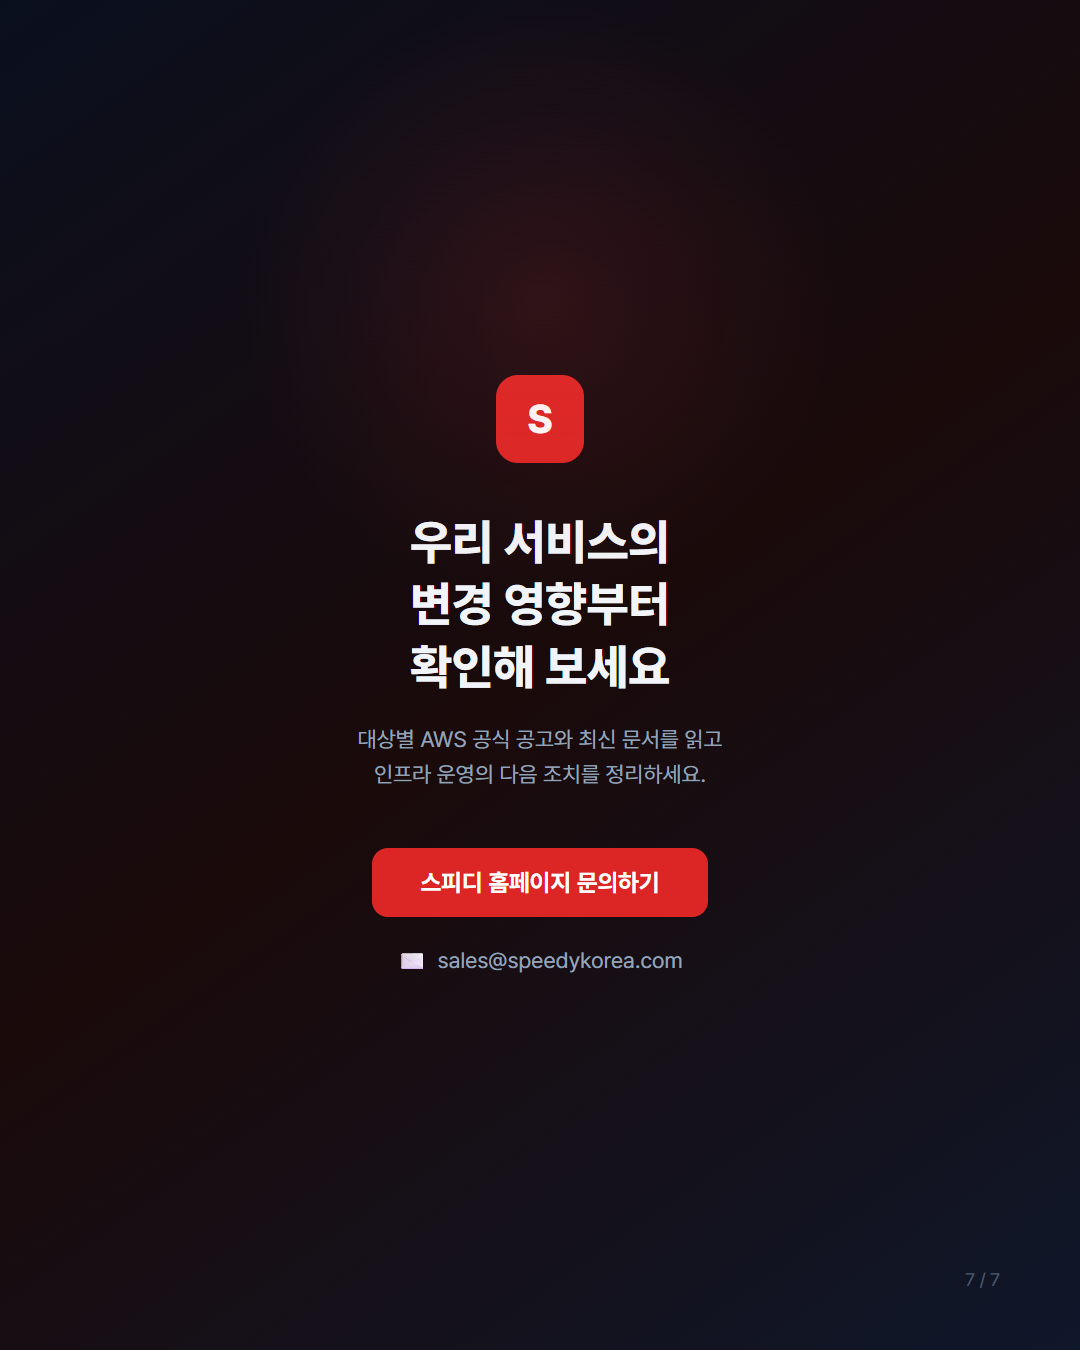 S
우리 서비스의
변경 영향부터
확인해 보세요
대상별 AWS 공식 공고와 최신 문서를 읽고
인프라 운영의 다음 조치를 정리하세요.
스피디 홈페이지 문의하기
sales@speedykorea.com
7 / 7